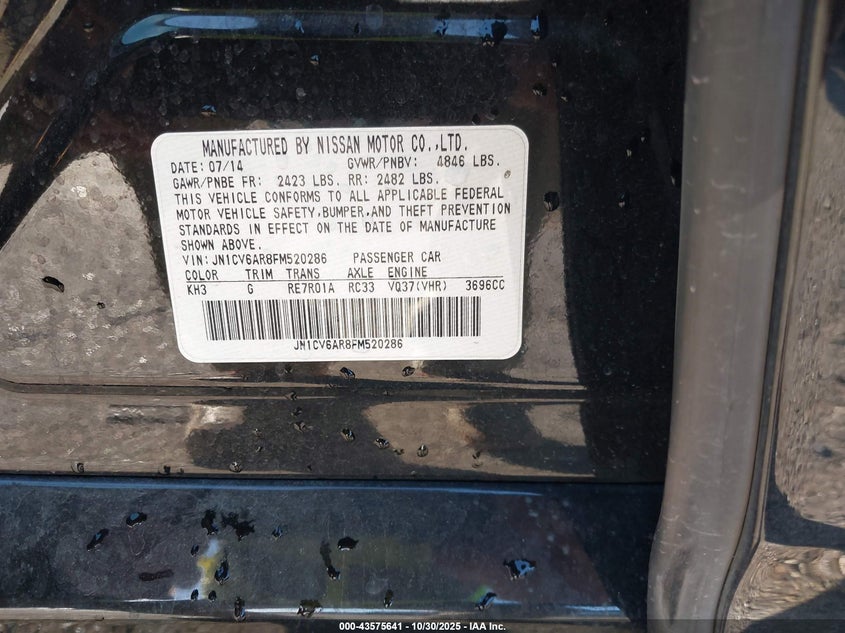 MANUFACTURED BY NISSAN MOTOR CO.,LTD.
DATE: 07/14 GVWR/PNBV: 4846 LBS.
GAWR/PNBE FR: 2423 LBS. RR: 2482 LBS.
THIS VEHICLE CONFORMS TO ALL APPLICABLE FEDERAL
MOTOR VEHICLE SAFETY,BUMPER,AND THEFT PREVENTION
STANDARDS IN EFFECT ON THE DATE OF MANUFACTURE
SHOWN ABOVE.
VIN: JN1CV6AR8FM520286 PASSENGER CAR
COLOR TRIM TRANS AXLE ENGINE
KH3 G RE7R01A RC33 VQ37(VHR) 3696CC
JN1CV6AR8FM520286
000-43575641 - 10/30/2025 - IAA Inc.